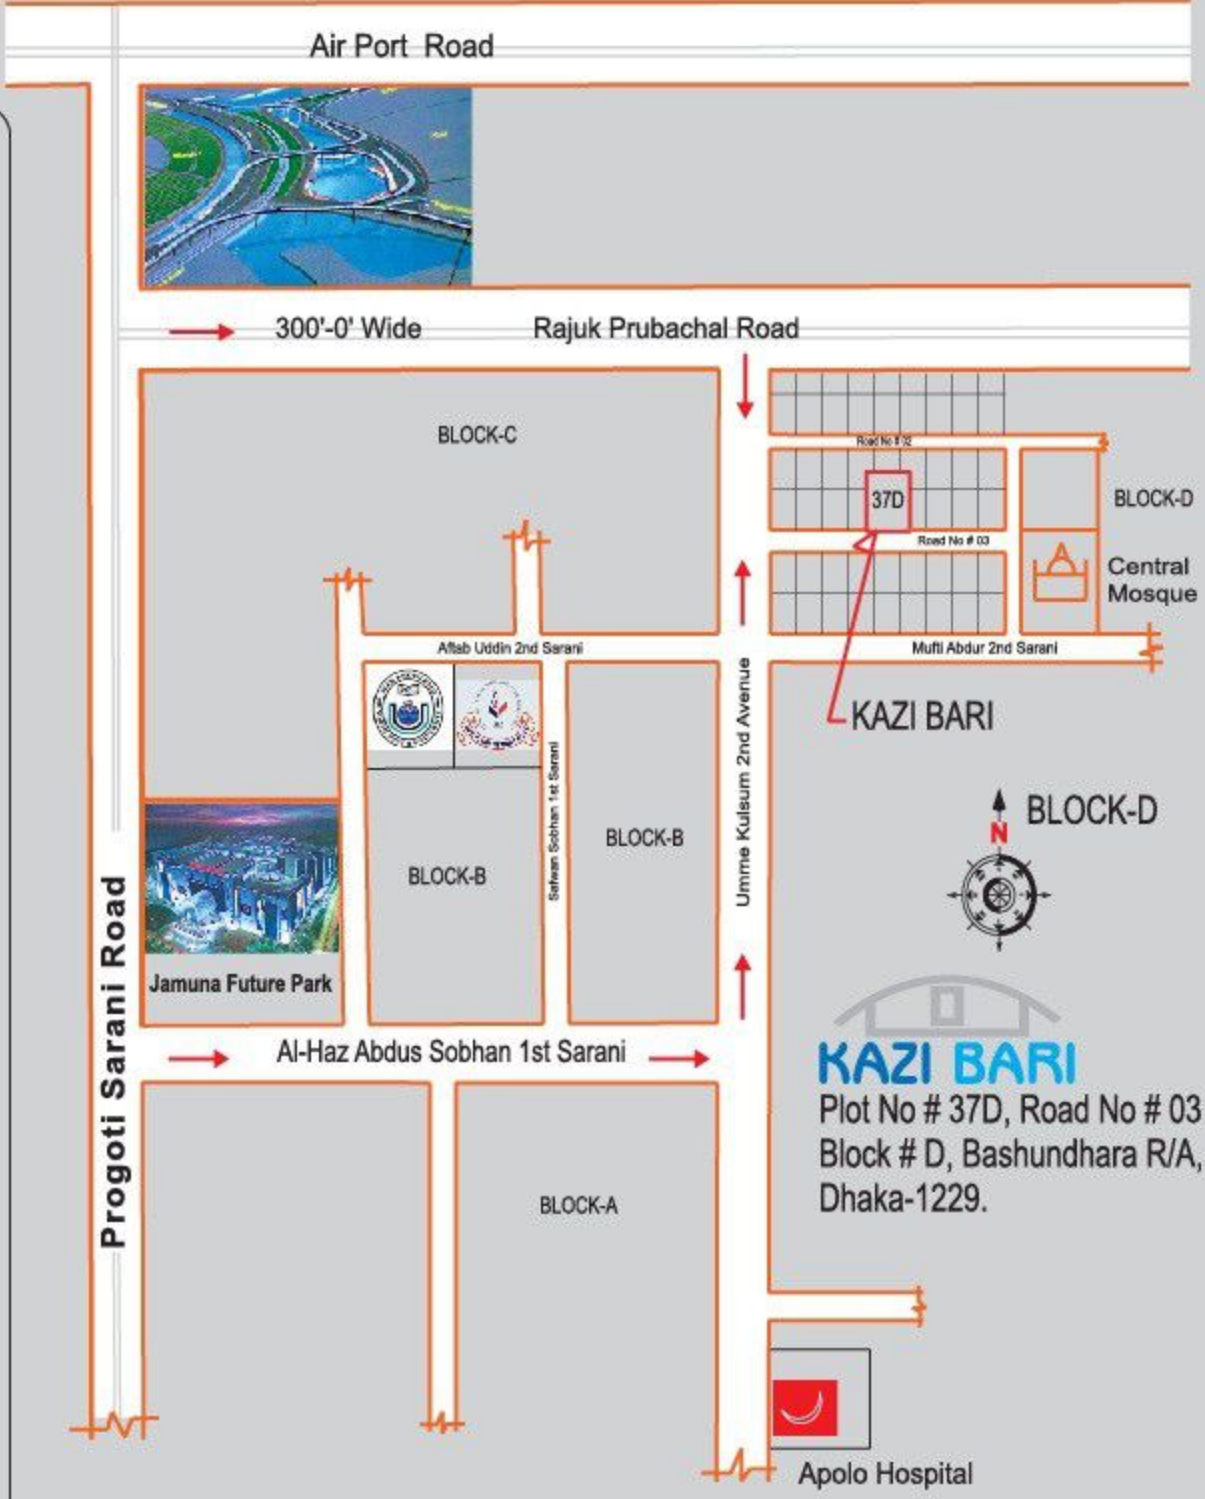 Air Port Road
300'-0' Wide
Rajuk Prubachal Road
BLOCK-C
Road No # 02
37D
BLOCK-D
Road No # 03
Central
Mosque
Aftab Uddin 2nd Sarani
Mufti Abdur 2nd Sarani
KAZI BARI
Umme Kulsum 2nd Avenue
Safwan Sobhan 1st Sarani
BLOCK-D
N
BLOCK-B
BLOCK-B
Jamuna Future Park
Progoti Sarani Road
Al-Haz Abdus Sobhan 1st Sarani
KAZI BARI
Plot No # 37D, Road No # 03
Block # D, Bashundhara R/A,
Dhaka-1229.
BLOCK-A
Apolo Hospital